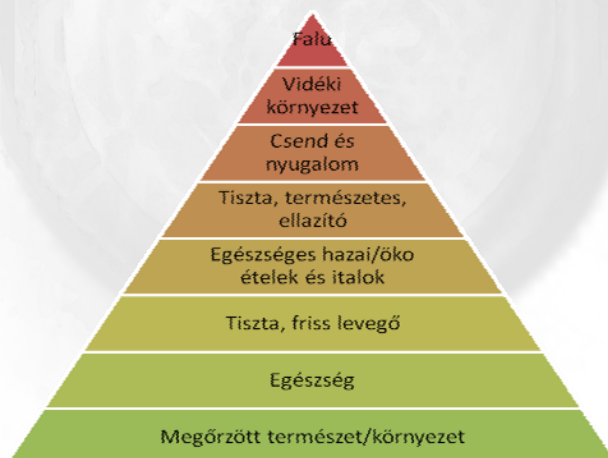 Falu
Vidéki
környezet
Csend és
nyugalom
Tiszta, természetes,
ellazító
Egészséges hazai/öko
ételek és italok
Tiszta, friss levegő
Egészség
Megőrzött természet/környezet